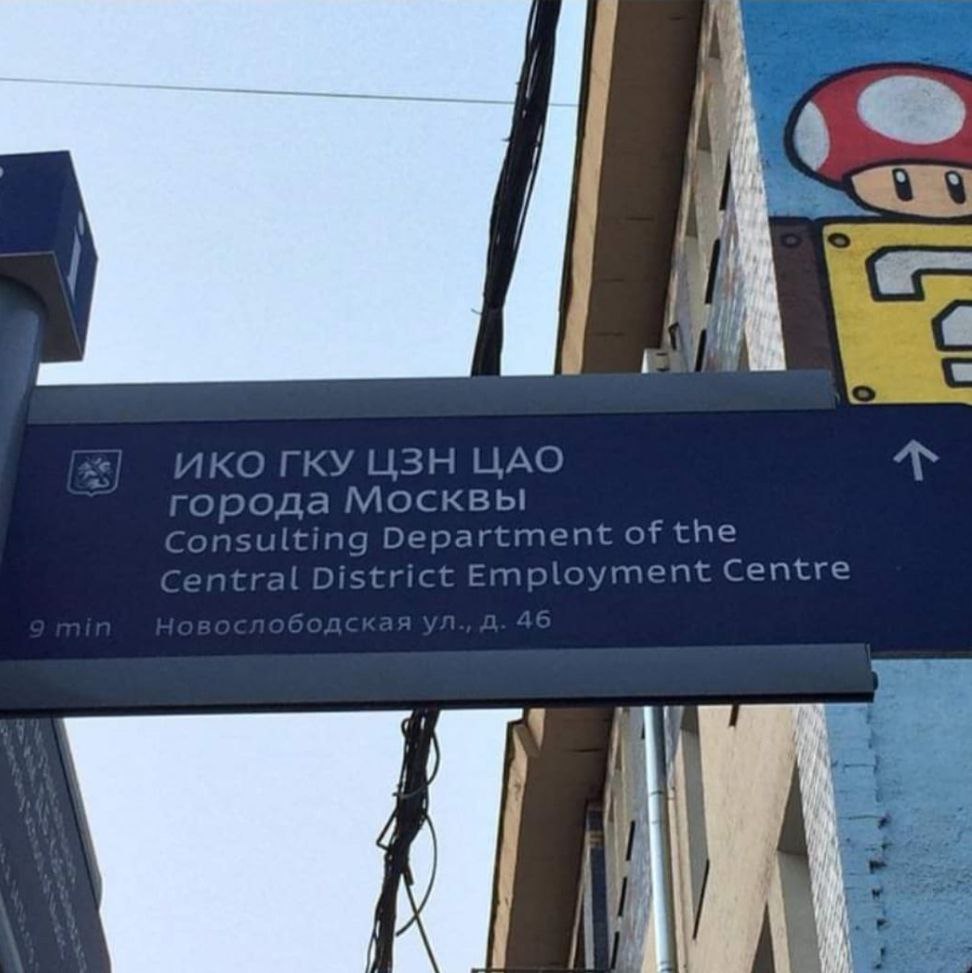 ИКО ГКУ ЦЗН ЦАО
города Москвы
Consulting Department of the
Central District Employment Centre
9 min Новослободская ул., д. 46